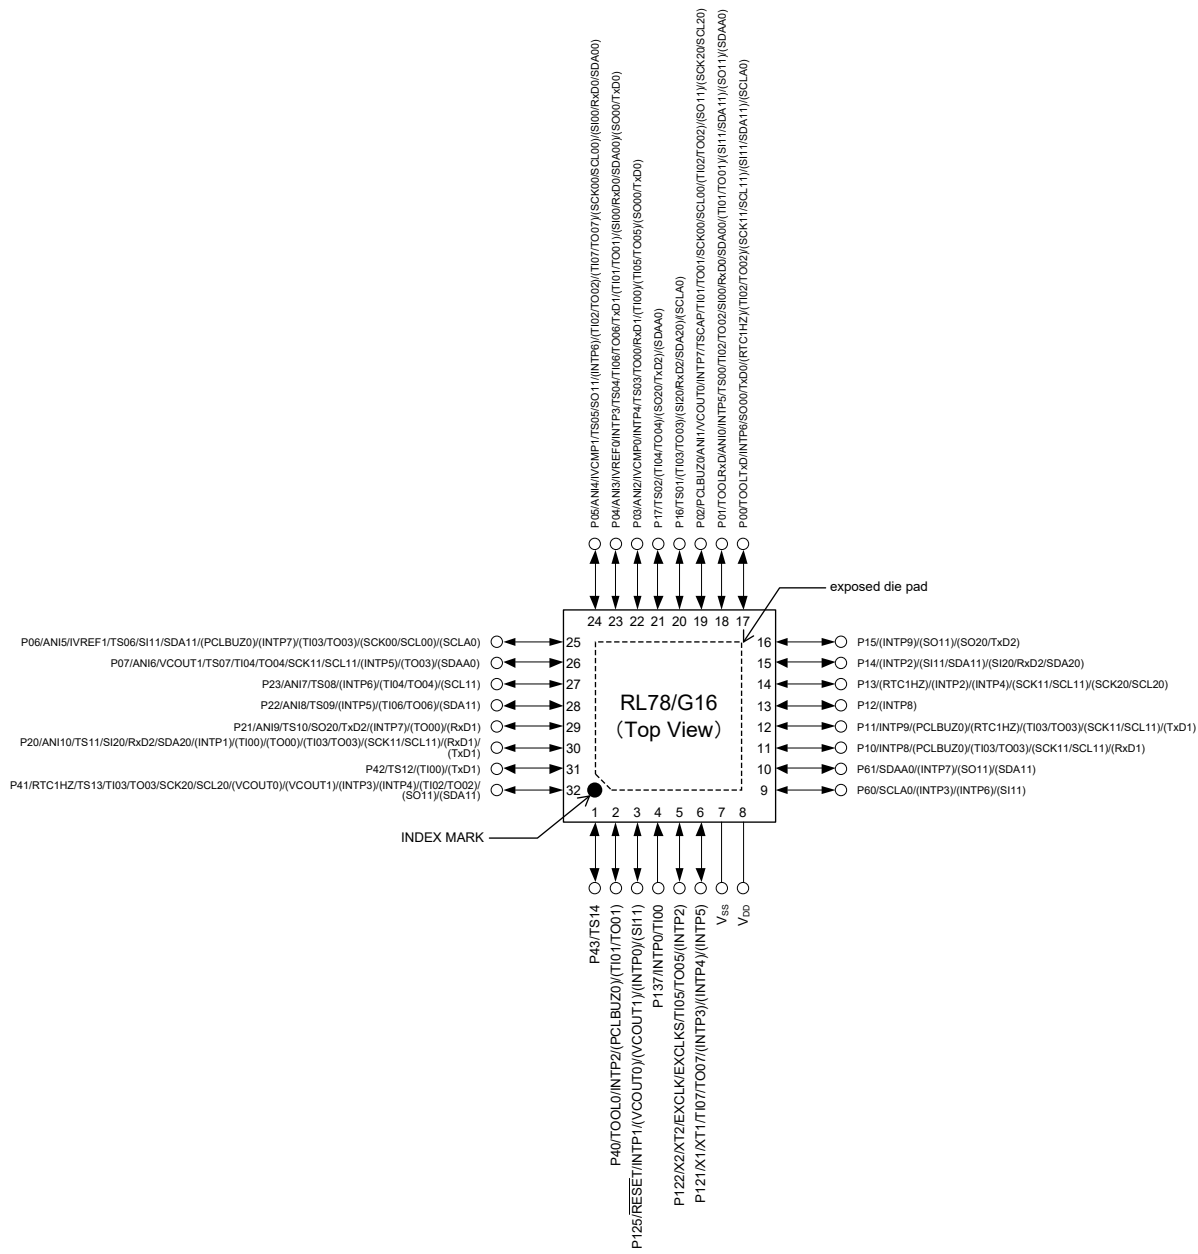 P05/ANI4/IVCMP1/TS05/SO11/(INTP6)/(TI02/TO02)/(TI07/TO07)/(SCK00/SCL00)/(SI00/RxD0/SDA00)
P04/ANI3/IVREF0/INTP3/TS04/TI06/TO06/TxD1/(TI01/TO01)/(SI00/RxD0/SDA00)/(SO00/TxD0)
P03/ANI2/IVCMP0/INTP4/TS03/TO00/RxD1/(TI00)/(TI05/TO05)/(SO00/TxD0)
P17/TS02/(TI04/TO04)/(SO20/TxD2)/(SDAA0)
P16/TS01/(TI03/TO03)/(SI20/RxD2/SDA20)/(SCLA0)
P02/PCLBUZ0/ANI1/VCOUT0/INTP7/TSCAP/TI01/TO01/SCK00/SCL00/(TI02/TO02)/(SO11)/(SCK20/SCL20)
P01/TOOLRxD/ANI0/INTP5/TS00/TI02/TO02/SI00/RxD0/SDA00/(TI01/TO01)/(SI11/SDA11)/(SO11)/(SDAA0)
P00/TOOLTxD/INTP6/SO00/TxD0/(RTC1HZ)/(TI02/TO02)/(SCK11/SCL11)/(SI11/SDA11)/(SCLA0)
exposed die pad
24 23 22 21 20 19 18 17
P06/ANI5/IVREF1/TS06/SI11/SDA11/(PCLBUZ0)/(INTP7)/(TI03/TO03)/(SCK00/SCL00)/(SCLA0) 25
P07/ANI6/VCOUT1/TS07/TI04/TO04/SCK11/SCL11/(INTP5)/(TO03)/(SDAA0) 26
P23/ANI7/TS08/(INTP6)/(TI04/TO04)/(SCL11) 27
P22/ANI8/TS09/(INTP5)/(TI06/TO06)/(SDA11) 28
P21/ANI9/TS10/SO20/TxD2/(INTP7)/(TO00)/(RxD1) 29
P20/ANI10/TS11/SI20/RxD2/SDA20/(INTP1)/(TI00)/(TO00)/(TI03/TO03)/(SCK11/SCL11)/(RxD1)/
(TxD1) 30
P42/TS12/(TI00)/(TxD1) 31
P41/RTC1HZ/TS13/TI03/TO03/SCK20/SCL20/(VCOUT0)/(VCOUT1)/(INTP3)/(INTP4)/(TI02/TO02)/
(SO11)/(SDA11) 32
RL78/G16
(Top View)
16 P15/(INTP9)/(SO11)/(SO20/TxD2)
15 P14/(INTP2)/(SI11/SDA11)/(SI20/RxD2/SDA20)
14 P13/(RTC1HZ)/(INTP2)/(INTP4)/(SCK11/SCL11)/(SCK20/SCL20)
13 P12/(INTP8)
12 P11/INTP9/(PCLBUZ0)/(RTC1HZ)/(TI03/TO03)/(SCK11/SCL11)/(TxD1)
11 P10/INTP8/(PCLBUZ0)/(TI03/TO03)/(SCK11/SCL11)/(RxD1)
10 P61/SDAA0/(INTP7)/(SO11)/(SDA11)
9 P60/SCLA0/(INTP3)/(INTP6)/(SI11)
1 2 3 4 5 6 7 8
INDEX MARK
P43/TS14
P40/TOOL0/INTP2/(PCLBUZ0)/(TI01/TO01)
P125/RESET/INTP1/(VCOUT0)/(VCOUT1)/(INTP0)/(SI11)
P137/INTP0/TI00
P122/X2/XT2/EXCLK/EXCLKS/TI05/TO05/(INTP2)
P121/X1/XT1/TI07/TO07/(INTP3)/(INTP4)/(INTP5)
VSS
VDD